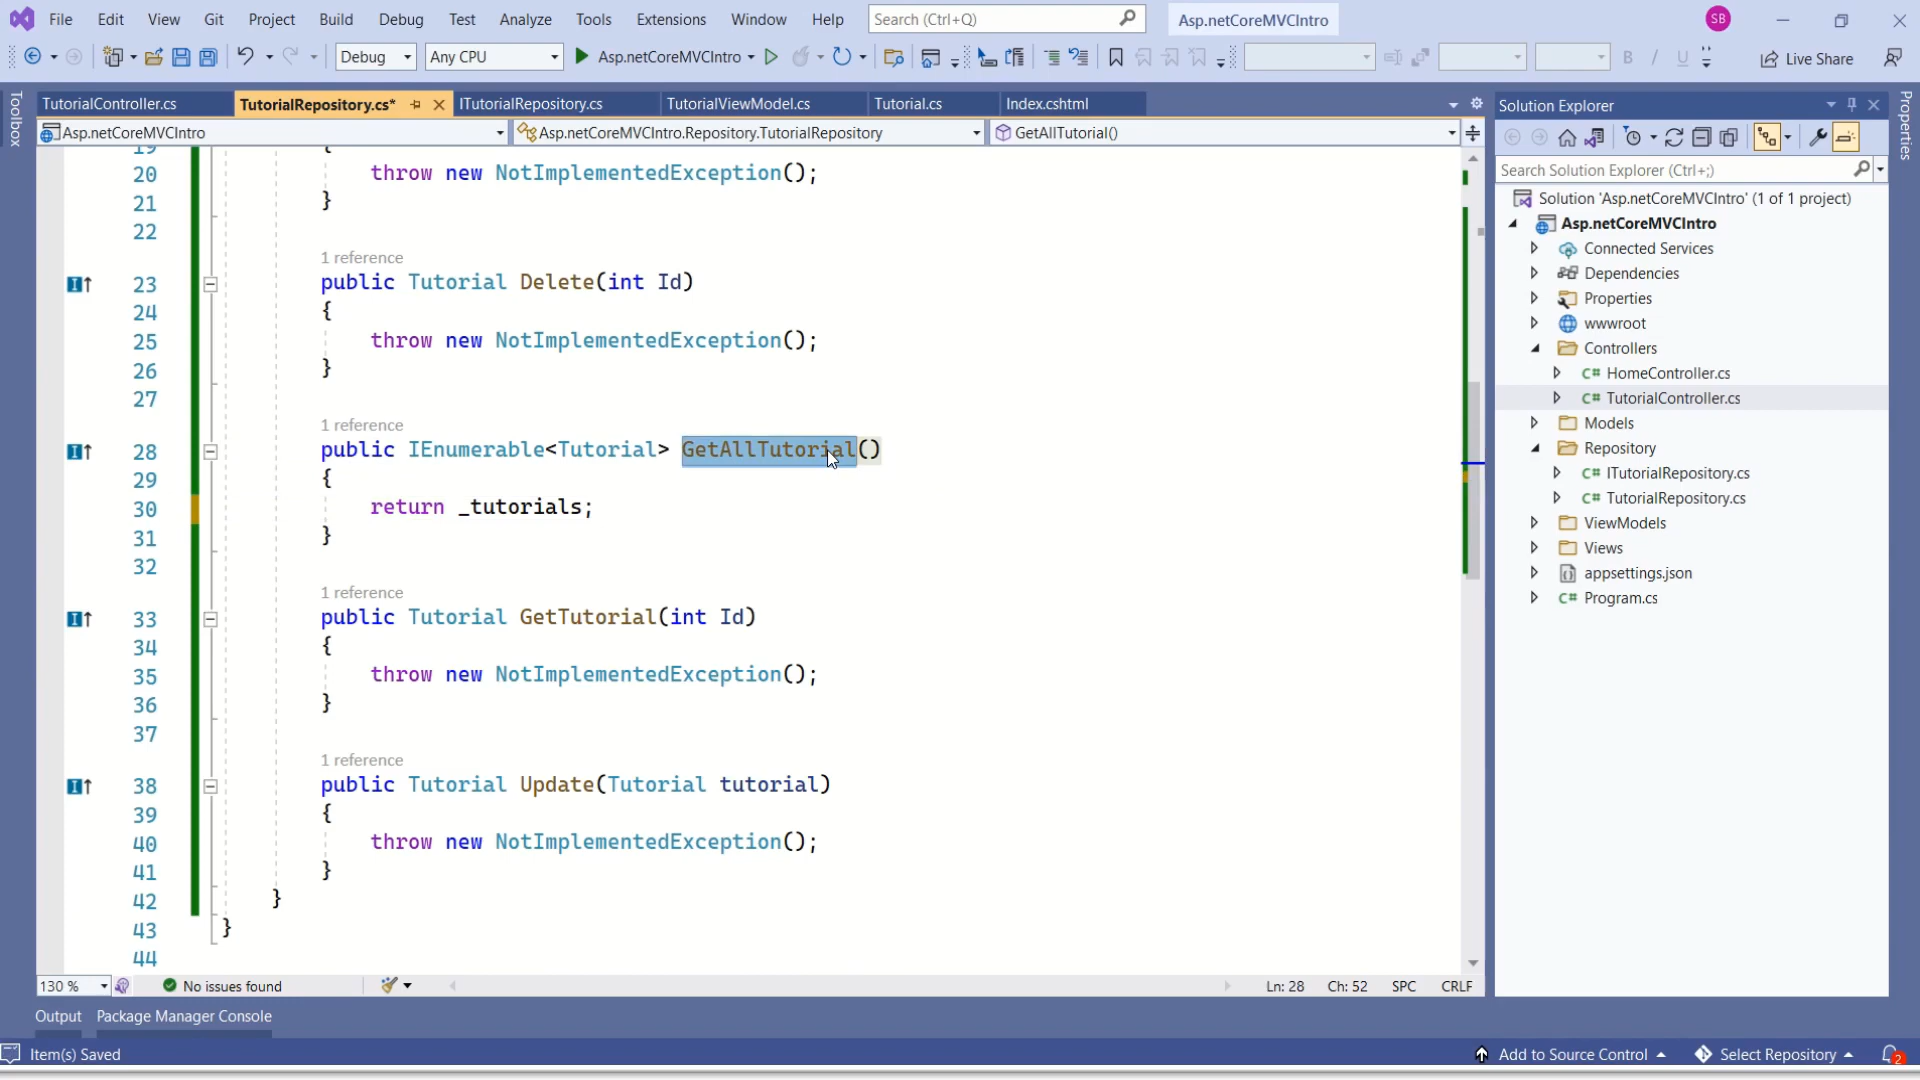 File Edit View Git Project Build Debug Test Analyze Tools Extensions Window Help Search (Ctrl+Q) Asp.netCoreMVCIntro SB
Debug Any CPU Asp.netCoreMVCIntro Live Share
Toolbox
TutorialController.cs TutorialRepository.cs* ITutorialRepository.cs TutorialViewModel.cs Tutorial.cs Index.cshtml
Asp.netCoreMVCIntro Asp.netCoreMVCIntro.Repository.TutorialRepository GetAllTutorial()
19 {
20 throw new NotImplementedException();
21 }
22
1 reference
23 public Tutorial Delete(int Id)
24 {
25 throw new NotImplementedException();
26 }
27
1 reference
28 public IEnumerable<Tutorial> GetAllTutorial()
29 {
30 return _tutorials;
31 }
32
1 reference
33 public Tutorial GetTutorial(int Id)
34 {
35 throw new NotImplementedException();
36 }
37
1 reference
38 public Tutorial Update(Tutorial tutorial)
39 {
40 throw new NotImplementedException();
41 }
42 }
43 }
44
130 % No issues found Ln: 28 Ch: 52 SPC CRLF
Solution Explorer
Search Solution Explorer (Ctrl+;)
Solution 'Asp.netCoreMVCIntro' (1 of 1 project)
Asp.netCoreMVCIntro
Connected Services
Dependencies
Properties
wwwroot
Controllers
C# HomeController.cs
C# TutorialController.cs
Models
Repository
C# ITutorialRepository.cs
C# TutorialRepository.cs
ViewModels
Views
appsettings.json
C# Program.cs
Properties
Output Package Manager Console
Item(s) Saved Add to Source Control Select Repository 2